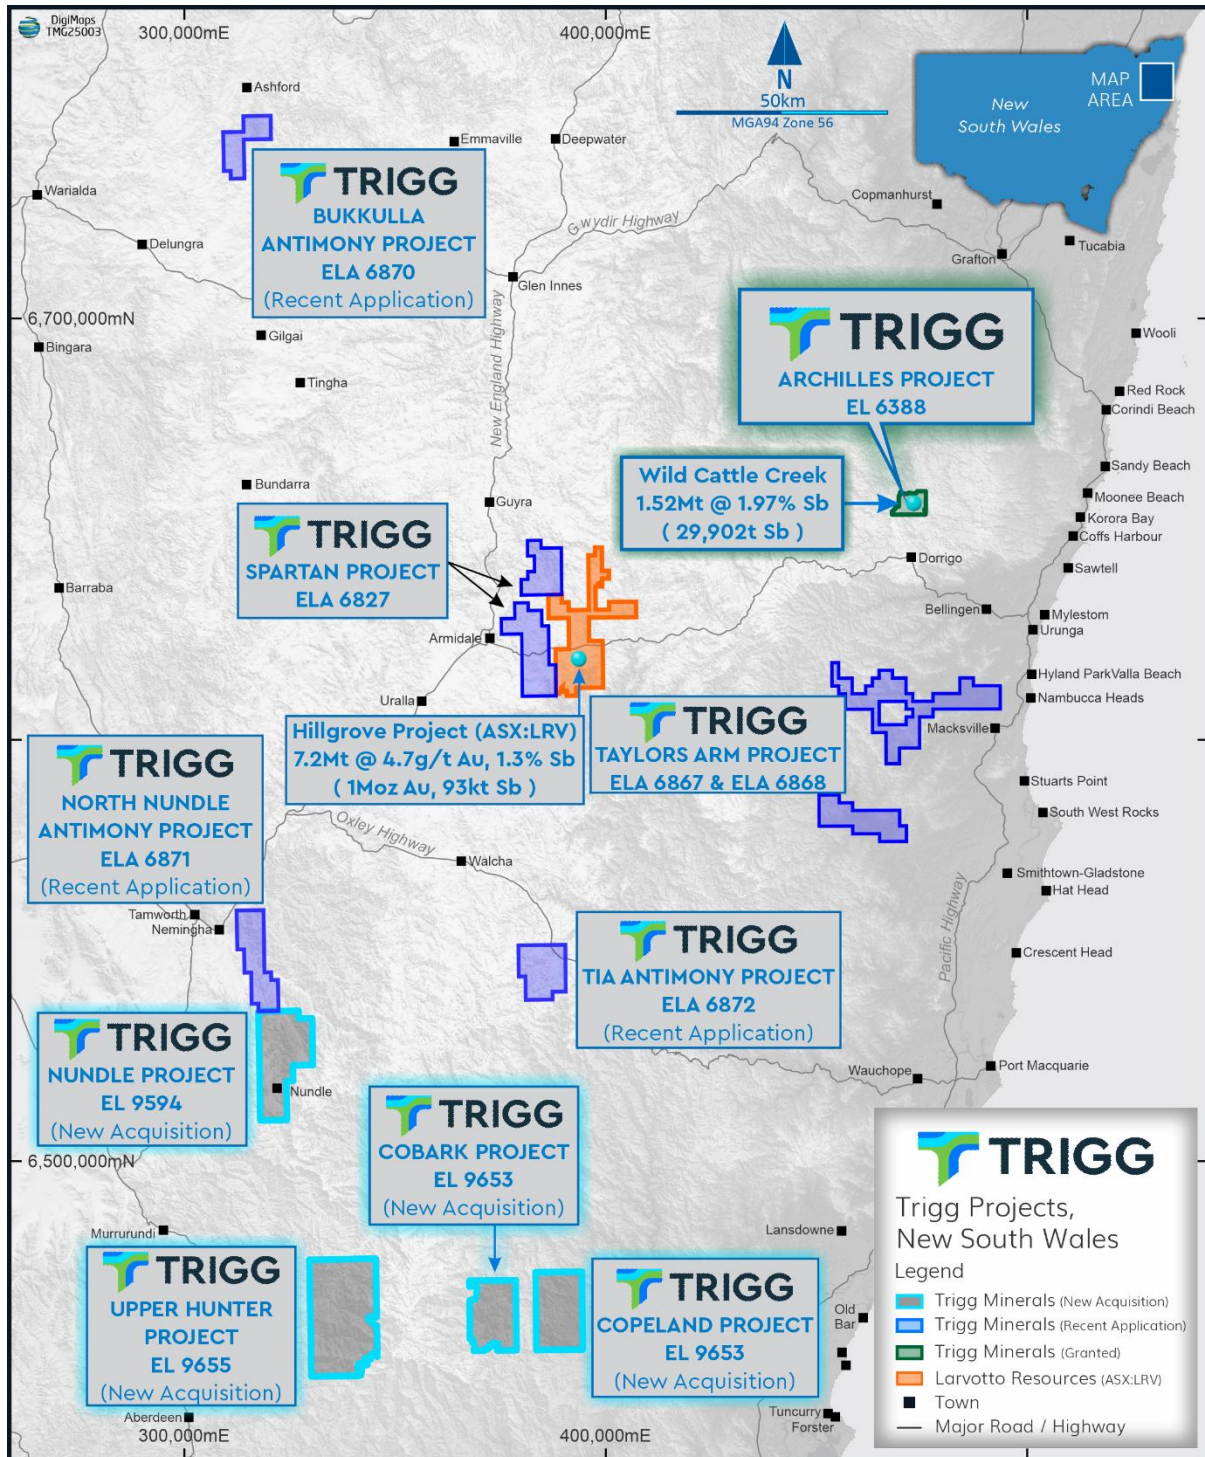 DigiMaps
TMG25003
300,000mE
400,000mE
N
50km
MGA94 Zone 56
New
South Wales
MAP
AREA
Ashford
Emmaville
Deepwater
Warialda
Delungra
Copmanhurst
Tucabia
Grafton
Gwydir Highway
TRIGG
BUKKULLA
ANTIMONY PROJECT
ELA 6870
(Recent Application)
Glen Innes
6,700,000mN
Bingara
Gilgai
Tingha
New England Highway
TRIGG
ARCHILLES PROJECT
EL 6388
Wooli
Red Rock
Corindi Beach
Wild Cattle Creek
1.52Mt @ 1.97% Sb
( 29,902t Sb )
Sandy Beach
Moonee Beach
Korora Bay
Coffs Harbour
Sawtell
Bundarra
Guyra
TRIGG
SPARTAN PROJECT
ELA 6827
Barraba
Dorrigo
Bellingen
Mylestom
Urunga
Armidale
Uralla
Hyland ParkValla Beach
Nambucca Heads
Macksville
Hillgrove Project (ASX:LRV)
7.2Mt @ 4.7g/t Au, 1.3% Sb
( 1Moz Au, 93kt Sb )
TRIGG
TAYLORS ARM PROJECT
ELA 6867 & ELA 6868
Stuarts Point
South West Rocks
TRIGG
NORTH NUNDLE
ANTIMONY PROJECT
ELA 6871
(Recent Application)
Oxley Highway
Walcha
Smithtown-Gladstone
Hat Head
Pacific Highway
Crescent Head
Tamworth
Nemingha
TRIGG
TIA ANTIMONY PROJECT
ELA 6872
(Recent Application)
TRIGG
NUNDLE PROJECT
EL 9594
(New Acquisition)
Nundle
Wauchope
Port Macquarie
TRIGG
COBARK PROJECT
EL 9653
(New Acquisition)
6,500,000mN
Murrurundi
Lansdowne
TRIGG
UPPER HUNTER
PROJECT
EL 9655
(New Acquisition)
TRIGG
COPELAND PROJECT
EL 9653
(New Acquisition)
Old
Bar
Aberdeen
Tuncurry
Forster
300,000mE
400,000mE
TRIGG
Trigg Projects,
New South Wales
Legend
Trigg Minerals (New Acquisition)
Trigg Minerals (Recent Application)
Trigg Minerals (Granted)
Larvotto Resources (ASX:LRV)
Town
Major Road / Highway